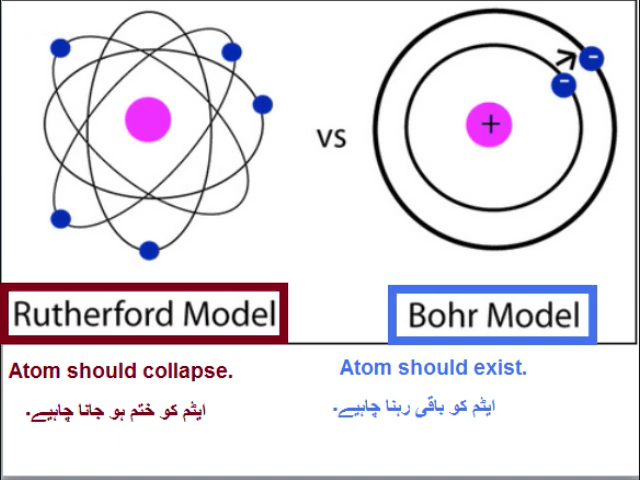 vs
+
-
-
Rutherford Model
Bohr Model
Atom should collapse.
ایٹم کو ختم ہو جانا چاہیے۔
Atom should exist.
ایٹم کو باقی رہنا چاہیے۔